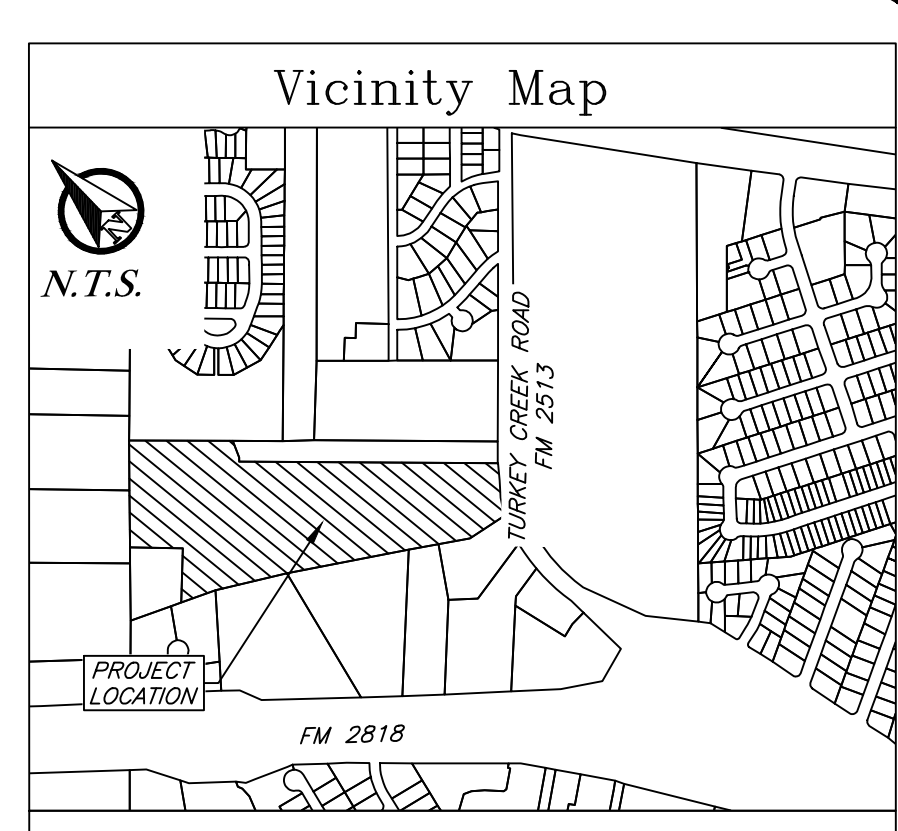 Vicinity Map
N
N.T.S.
TURKEY CREEK ROAD
FM 2513
PROJECT
LOCATION
FM 2818